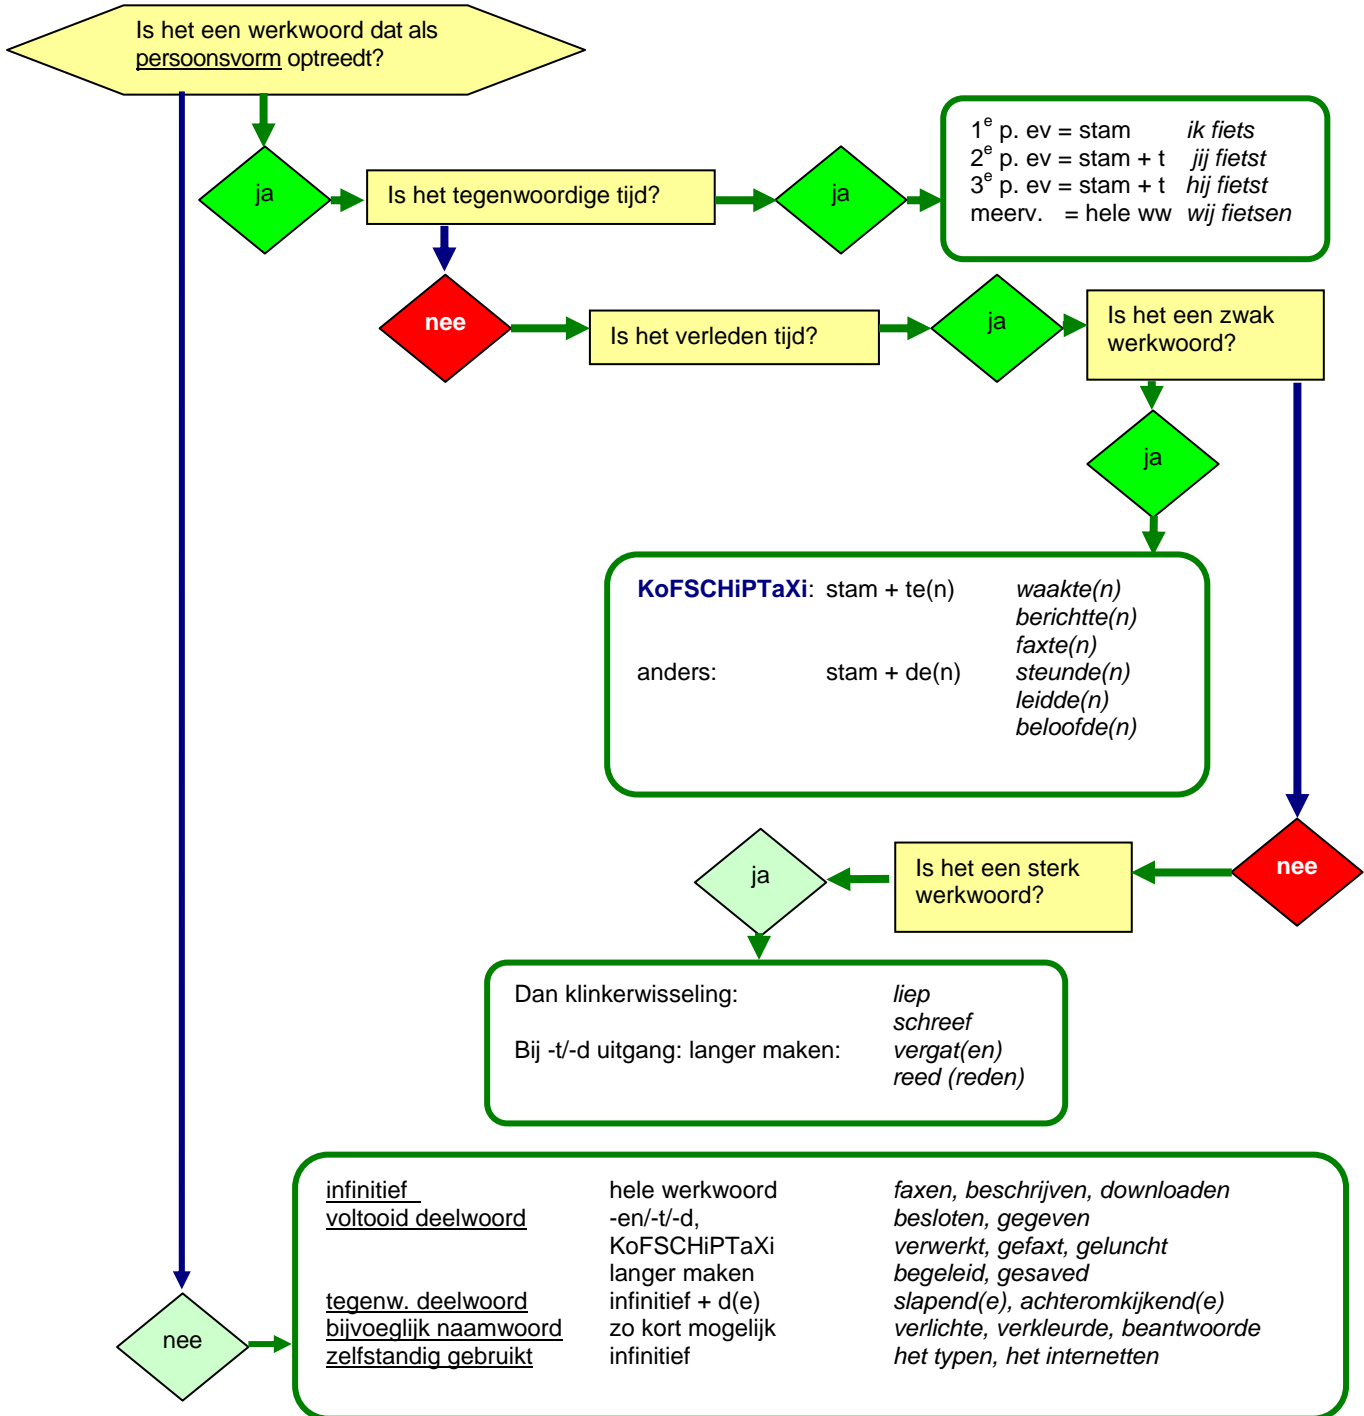 Is het een werkwoord dat als
persoonsvorm optreedt?
1e p. ev = stam ik fiets
2e p. ev = stam + t jij fietst
3e p. ev = stam + t hij fietst
meerv. = hele ww wij fietsen
ja
Is het tegenwoordige tijd?
ja
nee
Is het verleden tijd?
ja
Is het een zwak
werkwoord?
ja
KoFSCHiPTaXi: stam + te(n) waakte(n)
berichtte(n)
faxte(n)
anders: stam + de(n) steunde(n)
leidde(n)
beloofde(n)
ja
Is het een sterk
werkwoord?
nee
Dan klinkerwisseling: liep
schreef
Bij -t/-d uitgang: langer maken: vergat(en)
reed (reden)
infinitief hele werkwoord faxen, beschrijven, downloaden
voltooid deelwoord -en/-t/-d, besloten, gegeven
KoFSCHiPTaXi verwerkt, gefaxt, geluncht
langer maken begeleid, gesaved
tegenw. deelwoord infinitief + d(e) slapend(e), achteromkijkend(e)
bijvoeglijk naamwoord zo kort mogelijk verlichte, verkleurde, beantwoorde
zelfstandig gebruikt infinitief het typen, het internetten
nee